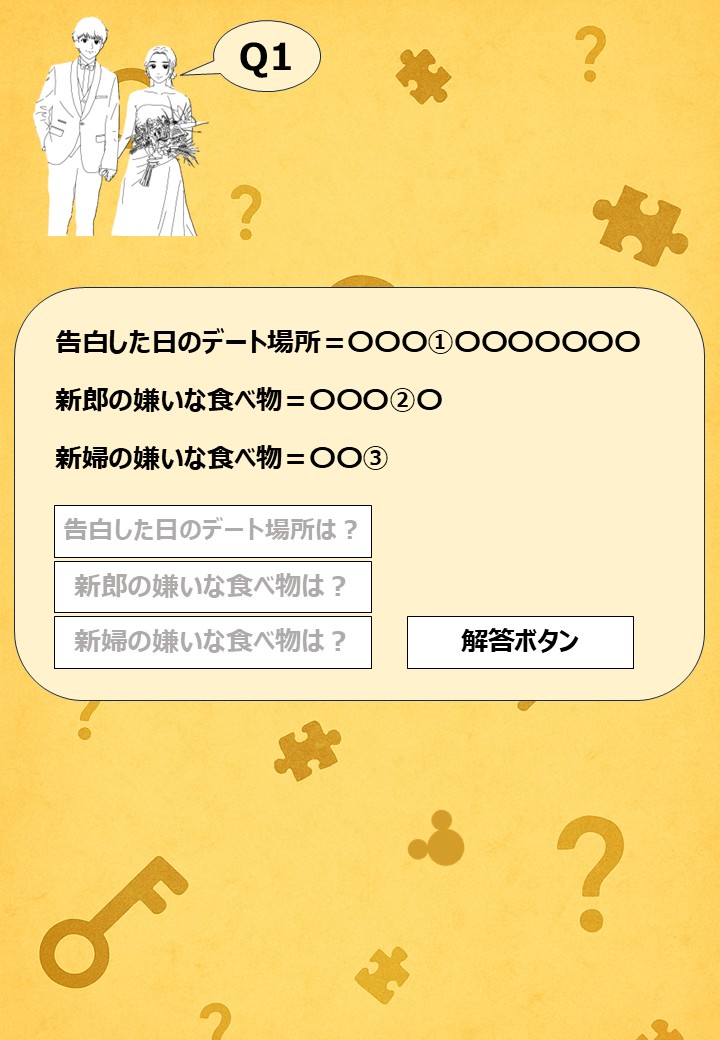 Q1
告白した日のデート場所＝〇〇〇①〇〇〇〇〇〇〇
新郎の嫌いな食べ物＝〇〇〇②〇
新婦の嫌いな食べ物＝〇〇③
告白した日のデート場所は？
新郎の嫌いな食べ物は？
新婦の嫌いな食べ物は？
解答ボタン